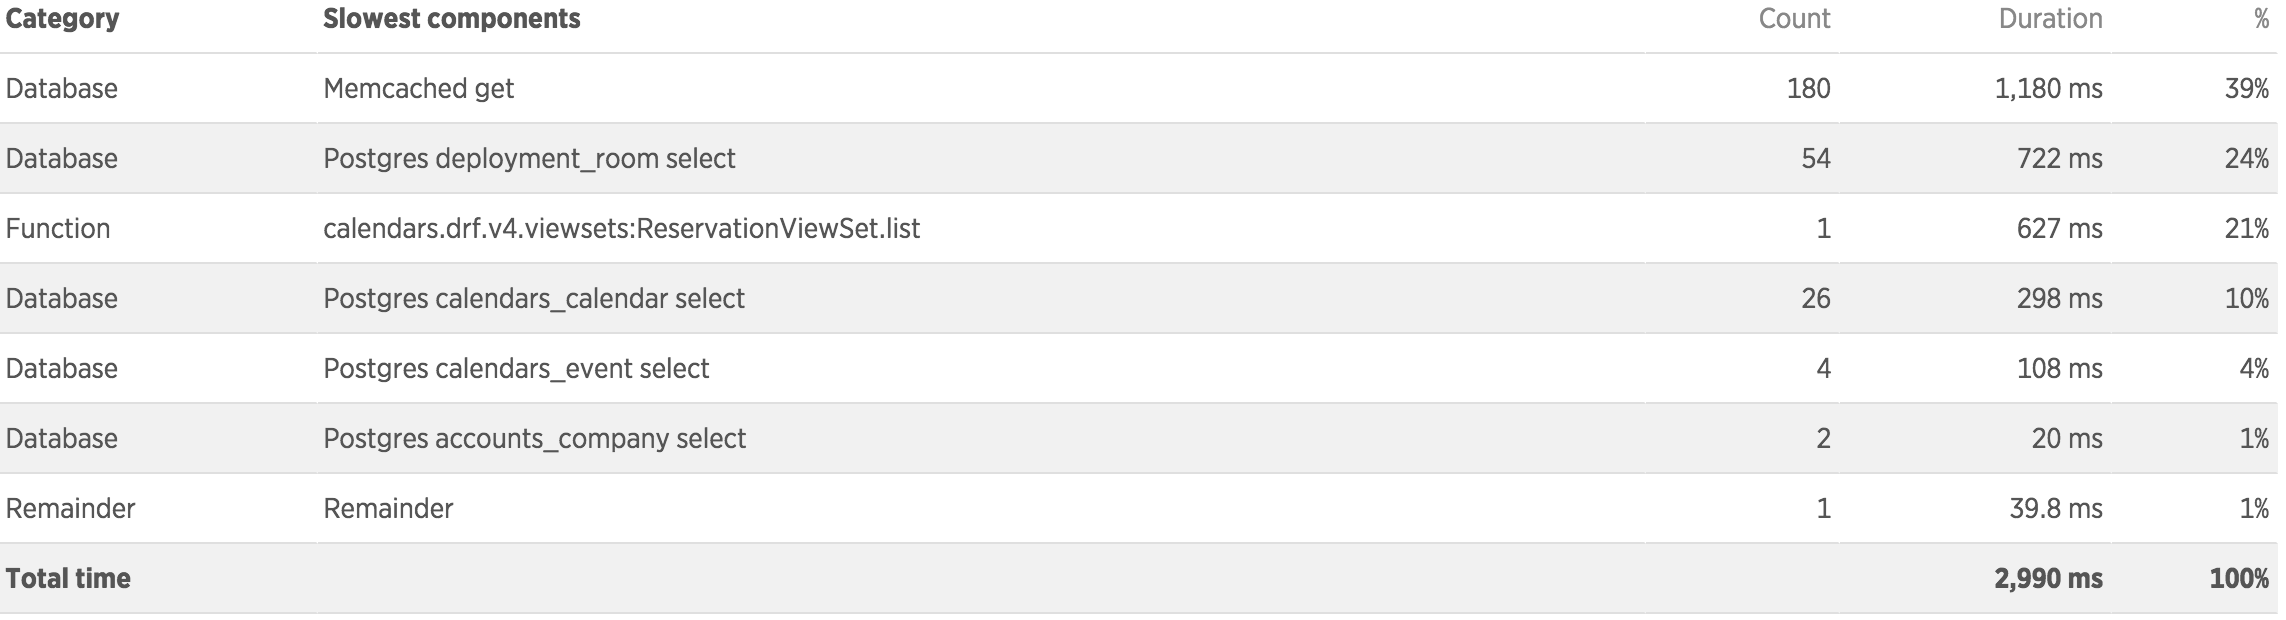 Category Slowest components Count Duration %
Database Memcached get 180 1,180 ms 39%
Database Postgres deployment_room select 54 722 ms 24%
Function calendars.drf.v4.viewsets:ReservationViewSet.list 1 627 ms 21%
Database Postgres calendars_calendar select 26 298 ms 10%
Database Postgres calendars_event select 4 108 ms 4%
Database Postgres accounts_company select 2 20 ms 1%
Remainder Remainder 1 39.8 ms 1%
Total time 2,990 ms 100%